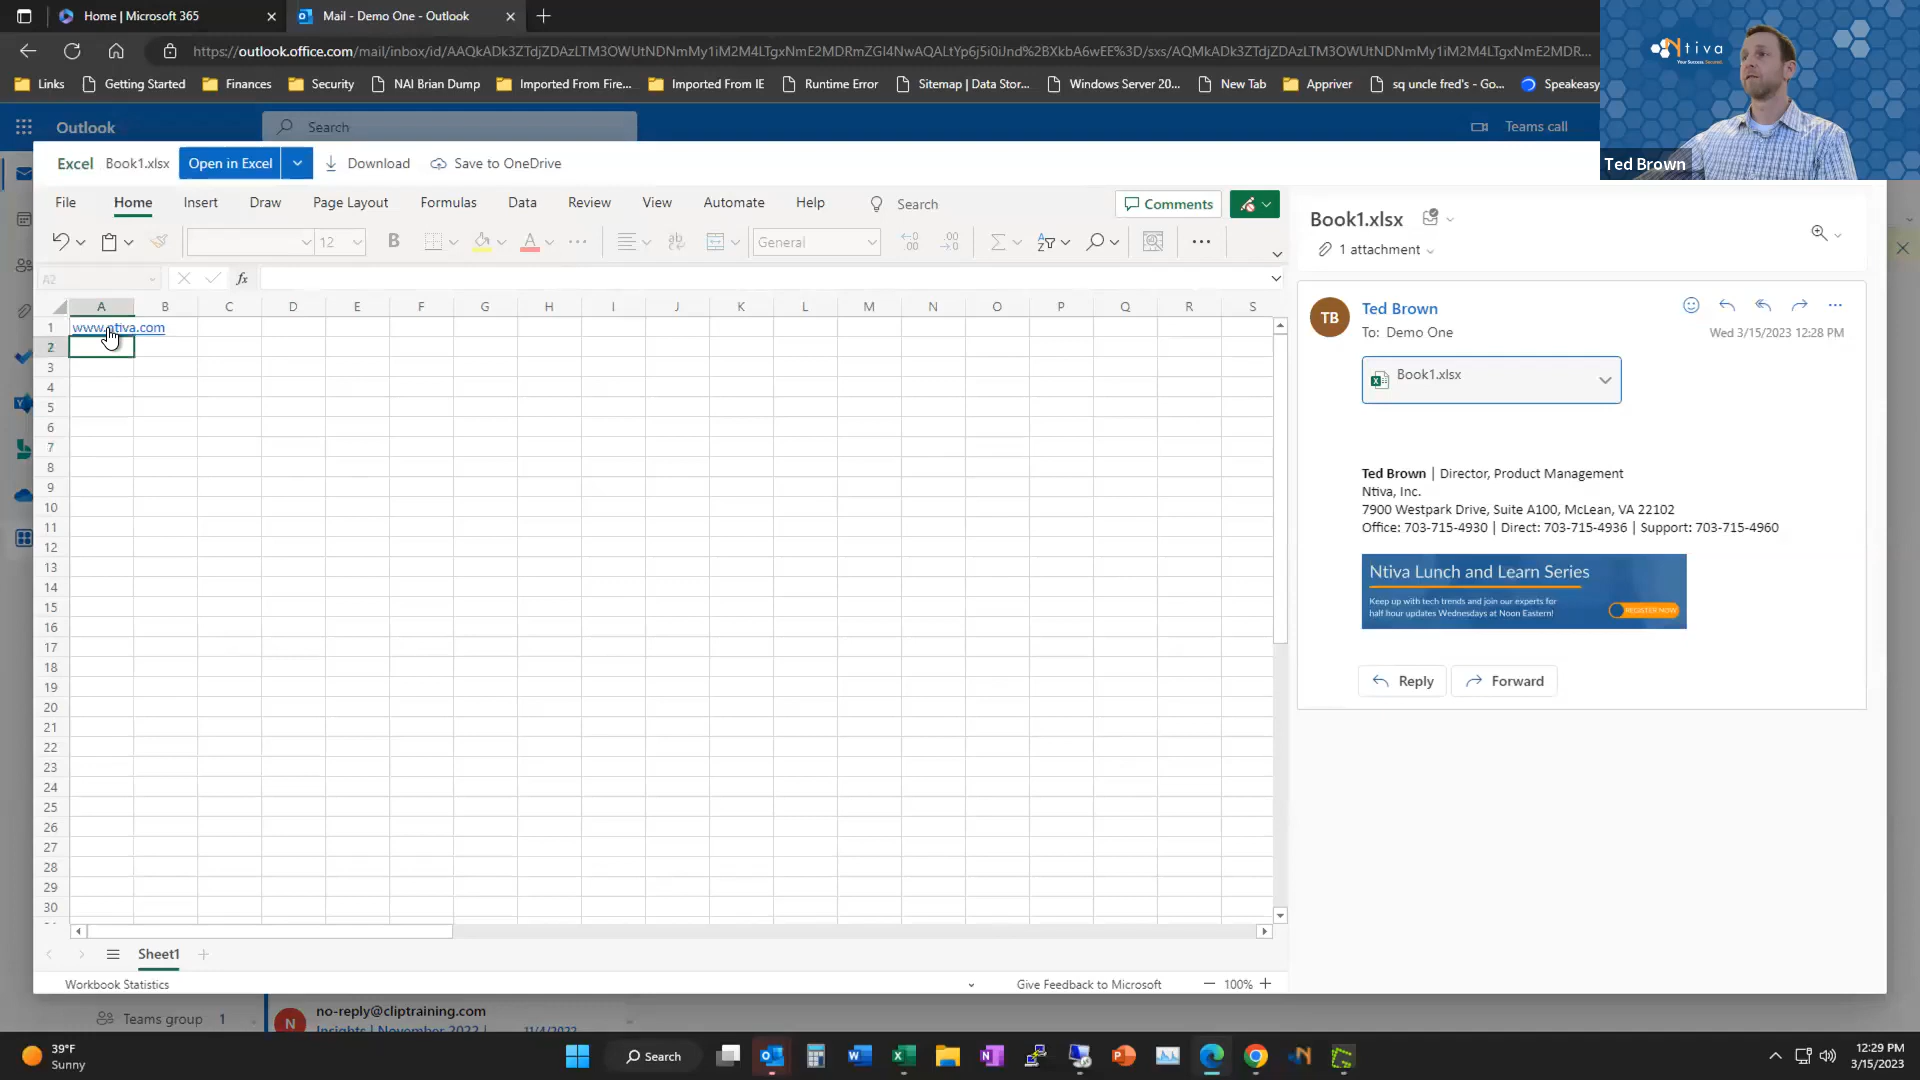 Home | Microsoft 365
Mail - Demo One - Outlook
https://outlook.office.com/mail/inbox/id/AAQkADk3ZTdjZDAzLTM3OWUtNDNmMy1iM2M4LTgxNmE2MDRmZGI4NwAQALtYp6j5i0iJnd%2BXkbA6wEE%3D/sxs/AQMkADk3ZTdjZDAzLTM3OWUtNDNmMy1iM2M4LTgxNmE2MDRmZGI4NwAQALtYp6j5i0iJnd...
Links
Getting Started
Finances
Security
NAI Brian Dump
Imported From Fire...
Imported From IE
Runtime Error
Sitemap | Data Stor...
Windows Server 20...
New Tab
Appriver
sq uncle fred's - Go...
Speakeasy
Ntiva
Your Success. Secured.
Ted Brown
Outlook
Search
Teams call
Excel
Book1.xlsx
Open in Excel
Download
Save to OneDrive
File
Home
Insert
Draw
Page Layout
Formulas
Data
Review
View
Automate
Help
Search
Comments
12
B
A
General
A2
fx
A B C D E F G H I J K L M N O P Q R S
1 www.ntiva.com
2
3
4
5
6
7
8
9
10
11
12
13
14
15
16
17
18
19
20
21
22
23
24
25
26
27
28
29
30
Sheet1
Workbook Statistics
Give Feedback to Microsoft
100%
Book1.xlsx
1 attachment
TB
Ted Brown
To: Demo One
Wed 3/15/2023 12:28 PM
Book1.xlsx
Ted Brown | Director, Product Management
Ntiva, Inc.
7900 Westpark Drive, Suite A100, McLean, VA 22102
Office: 703-715-4930 | Direct: 703-715-4936 | Support: 703-715-4960
Ntiva Lunch and Learn Series
Keep up with tech trends and join our experts for
half hour updates Wednesdays at Noon Eastern!
REGISTER NOW
Reply
Forward
Teams group 1
N
no-reply@cliptraining.com
Insights | November 2022
11/4/2022
39°F
Sunny
Search
12:29 PM
3/15/2023